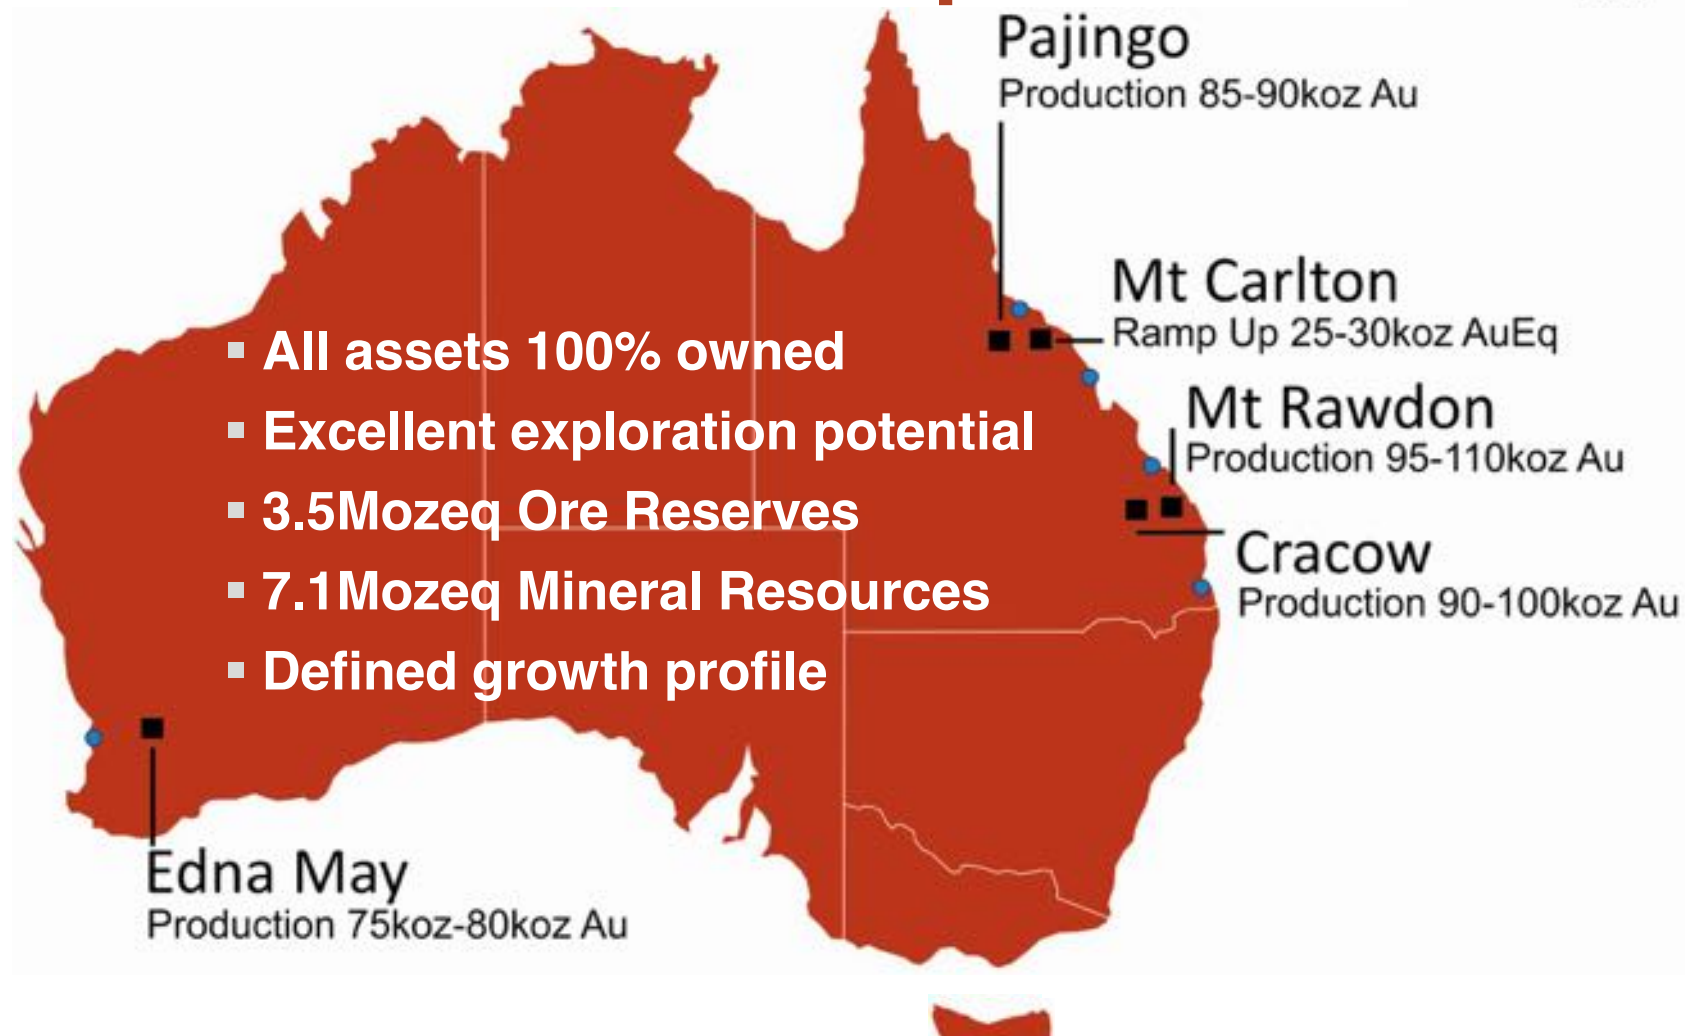 Pajingo
Production 85-90koz Au
Mt Carlton
Ramp Up 25-30koz AuEq
▪ All assets 100% owned
Mt Rawdon
▪ Excellent exploration potential
Production 95-110koz Au
▪ 3.5Mozeq Ore Reserves
Cracow
▪ 7.1Mozeq Mineral Resources
Production 90-100koz Au
▪ Defined growth profile
Edna May
Production 75koz-80koz Au